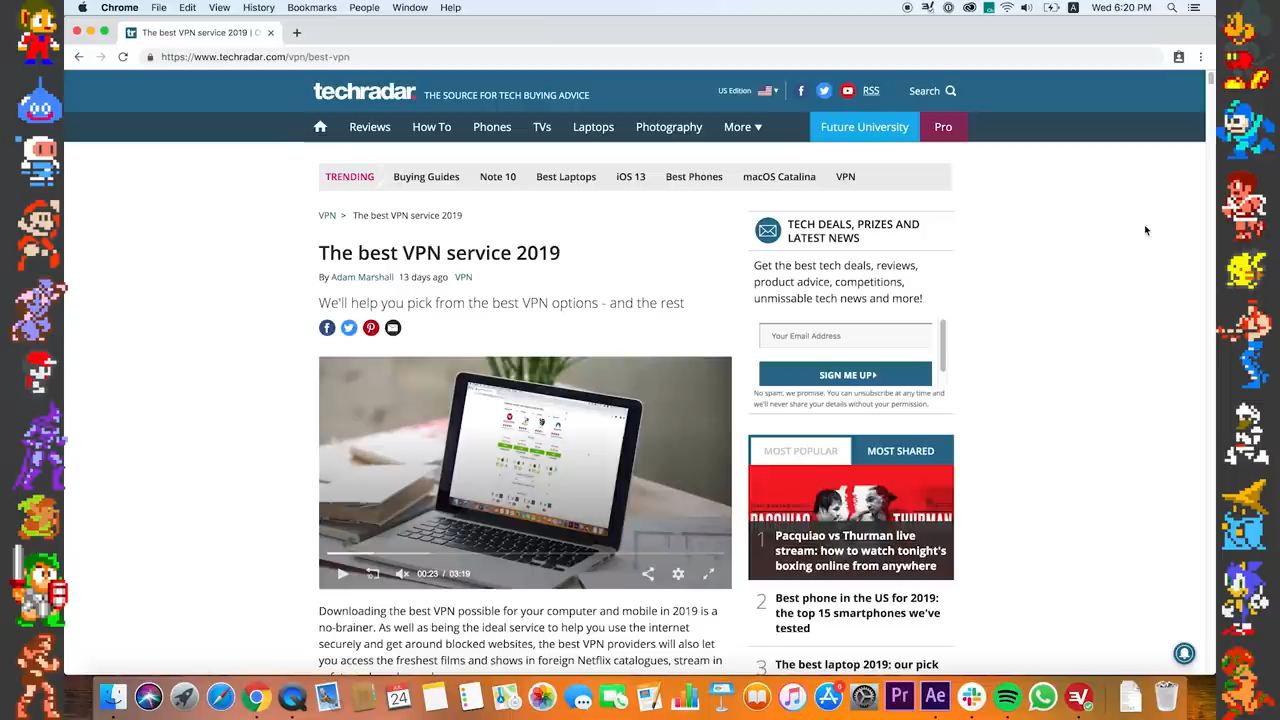 Chrome File Edit View History Bookmarks People Window Help
A Wed 6:20 PM
tr The best VPN service 2019 |
https://www.techradar.com/vpn/best-vpn
techradar. THE SOURCE FOR TECH BUYING ADVICE
US Edition
RSS
Search
Reviews How To Phones TVs Laptops Photography More Future University Pro
TRENDING Buying Guides Note 10 Best Laptops iOS 13 Best Phones macOS Catalina VPN
VPN > The best VPN service 2019
The best VPN service 2019
By Adam Marshall 13 days ago VPN
We'll help you pick from the best VPN options - and the rest
00:23 / 03:19
Downloading the best VPN possible for your computer and mobile in 2019 is a
no-brainer. As well as being the ideal service to help you use the internet
securely and get around blocked websites, the best VPN providers will also let
you access the freshest films and shows in foreign Netflix catalogues, stream in
TECH DEALS, PRIZES AND
LATEST NEWS
Get the best tech deals, reviews,
product advice, competitions,
unmissable tech news and more!
Your Email Address
SIGN ME UP
No spam, we promise. You can unsubscribe at any time and
we'll never share your details without your permission.
MOST POPULAR MOST SHARED
PACQUIAO THURMAN
1 Pacquiao vs Thurman live
stream: how to watch tonight's
boxing online from anywhere
2 Best phone in the US for 2019:
the top 15 smartphones we've
tested
3 The best laptop 2019: our pick
24
Pr Ae